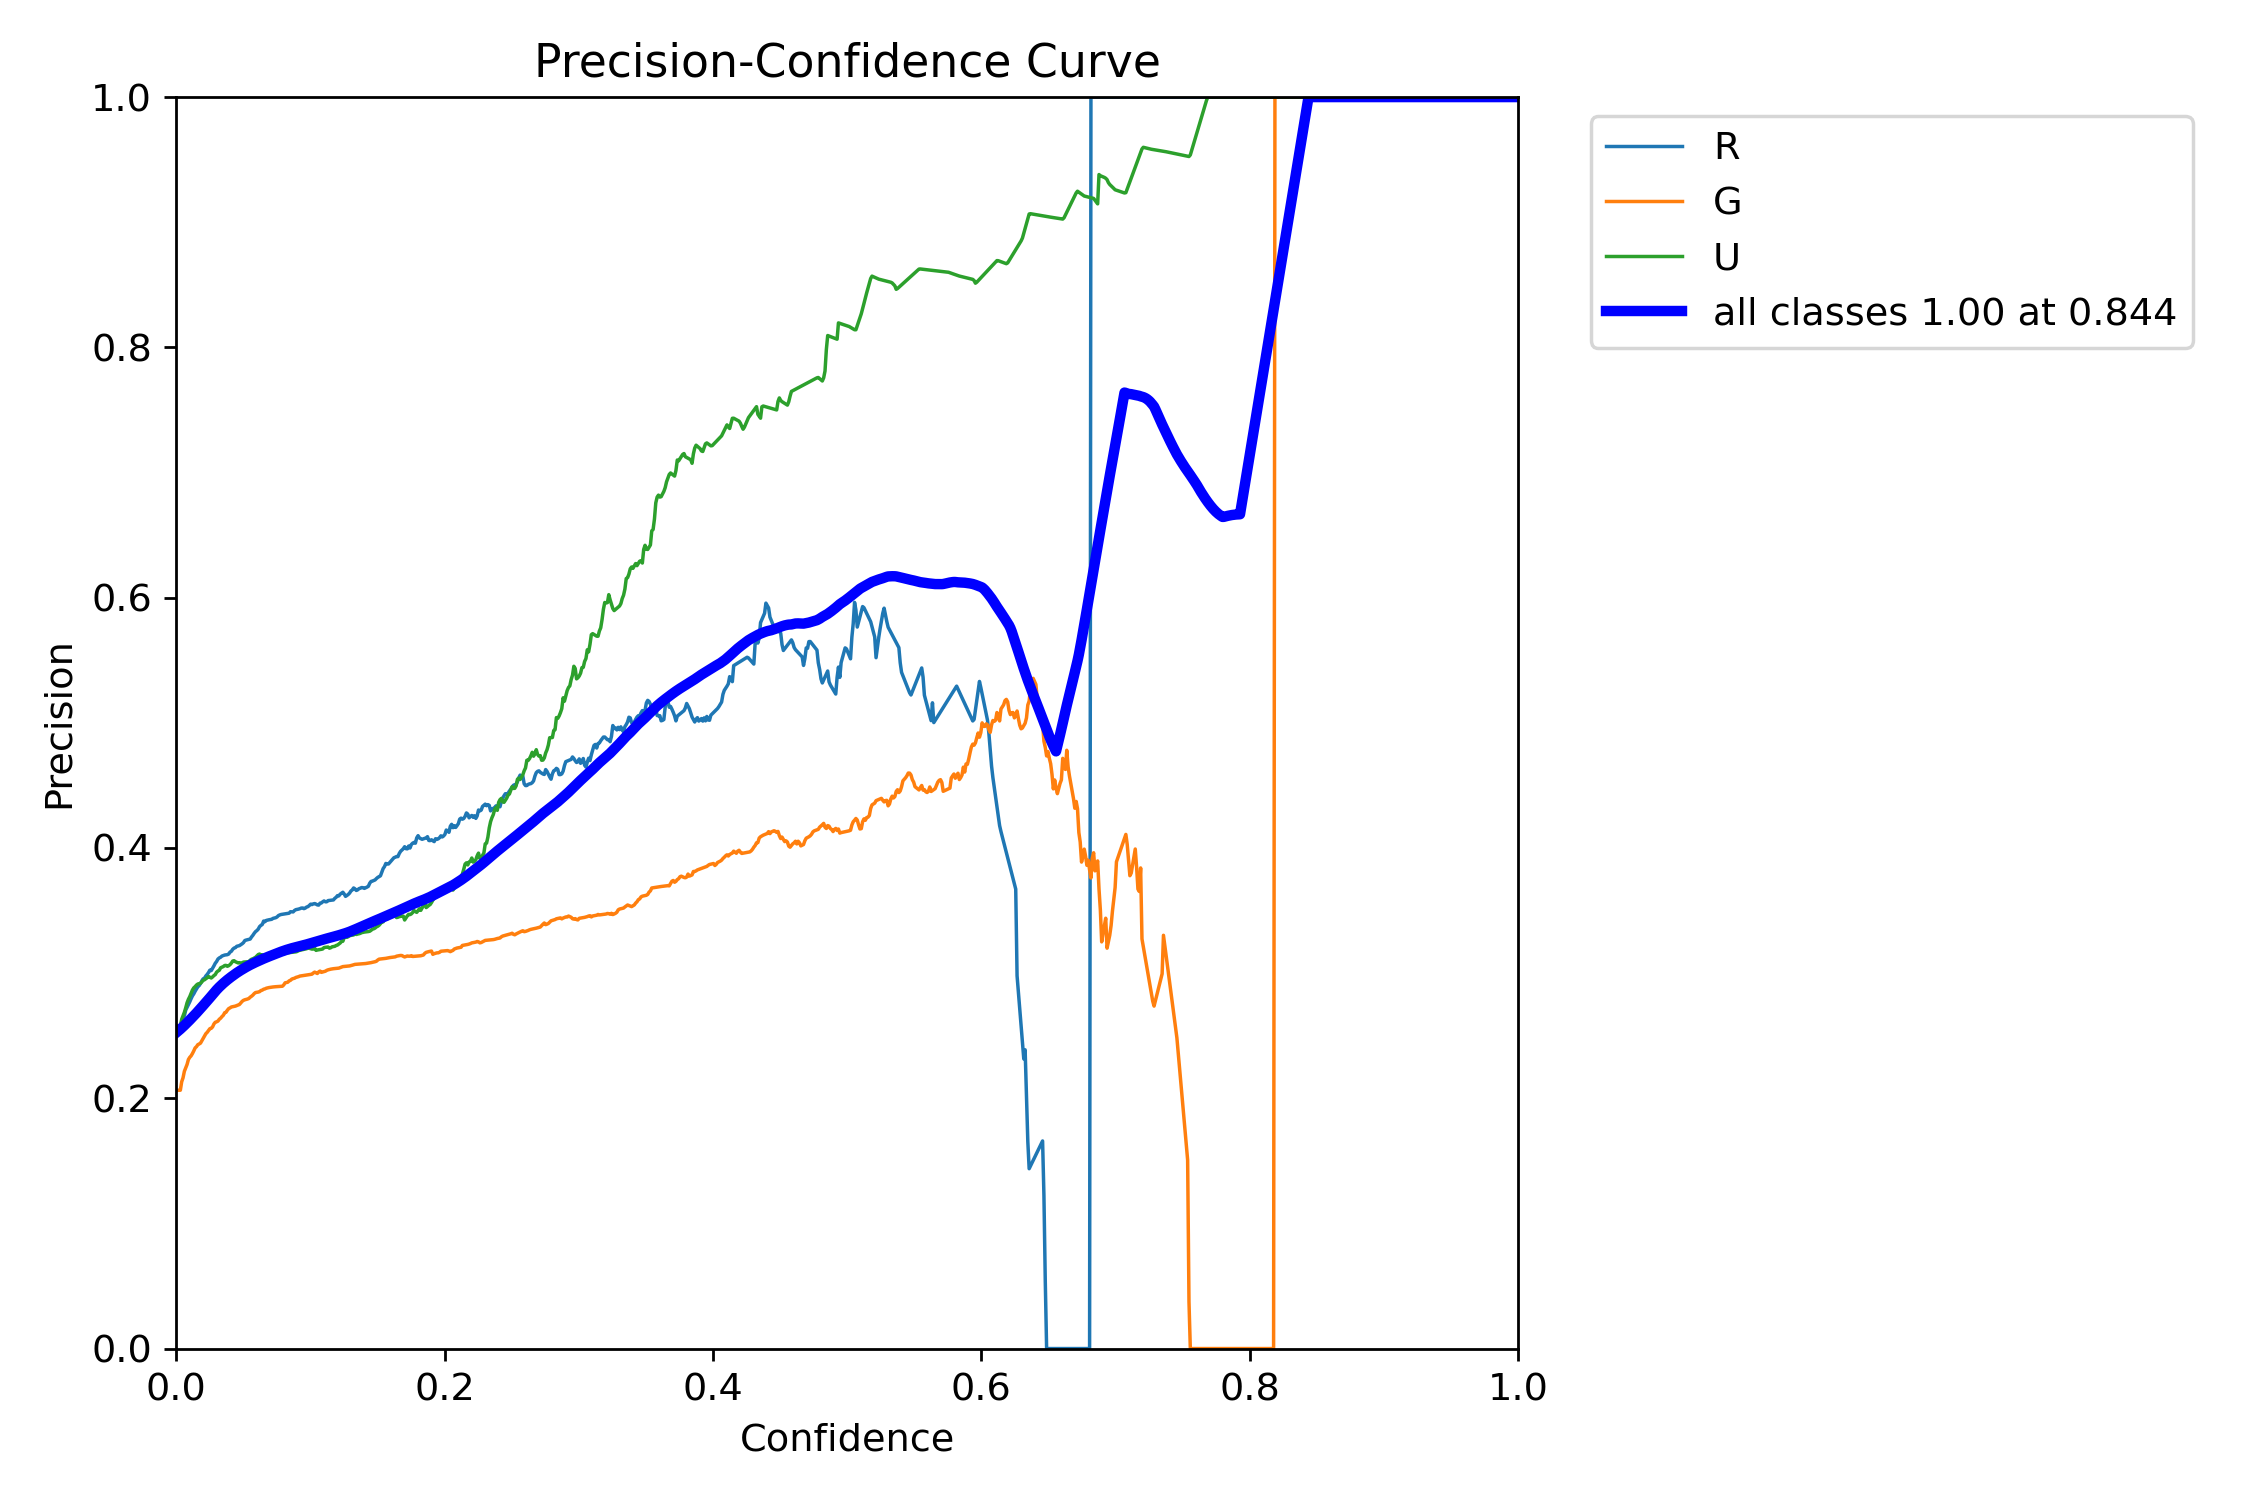 Precision-Confidence Curve
1.0
0.8
0.6
0.4
0.2
0.0
Precision
0.0 0.2 0.4 0.6 0.8 1.0
Confidence
R
G
U
all classes 1.00 at 0.844